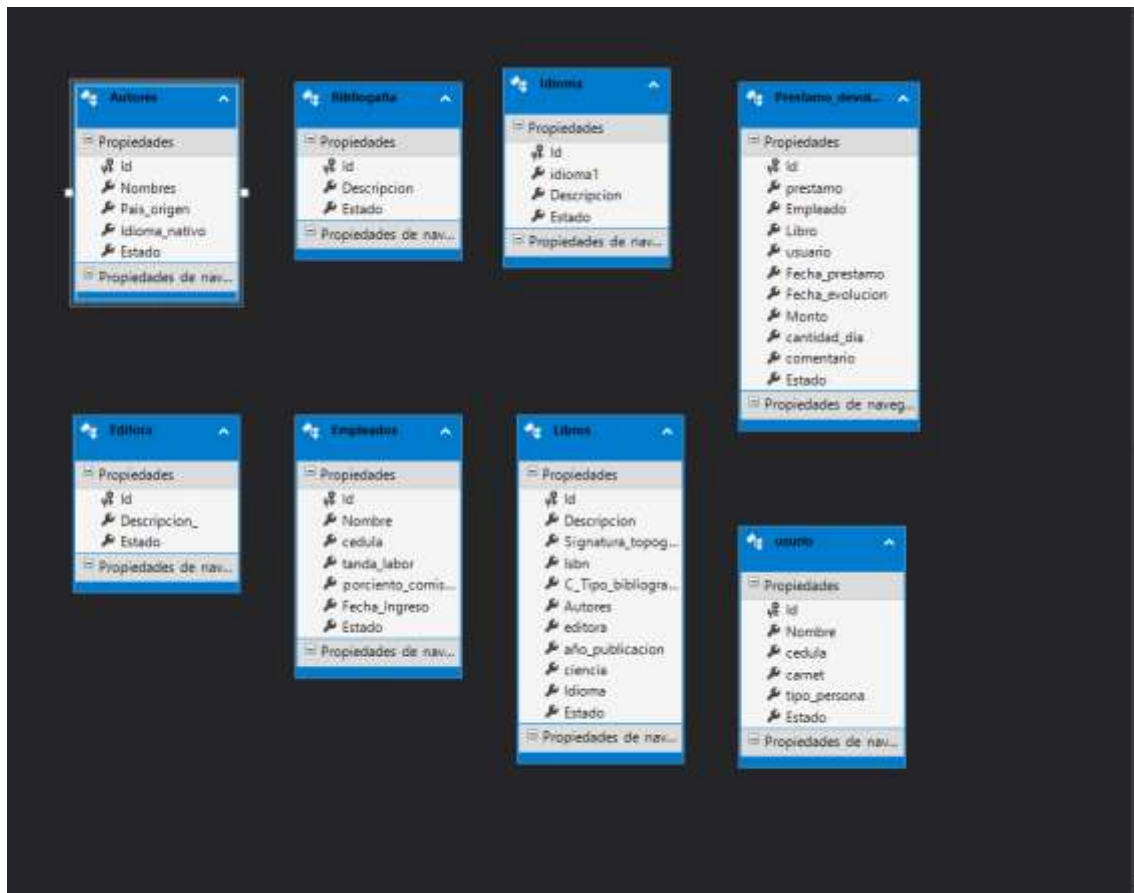 Autores
Propiedades
Id
Nombres
Pais_origen
Idioma_nativo
Estado
Propiedades de nav...
Bibliogafia
Propiedades
Id
Descripcion
Estado
Propiedades de nav...
Idioma
Propiedades
Id
idioma1
Descripcion
Estado
Propiedades de nav...
Prestamo_devol...
Propiedades
Id
prestamo
Empleado
Libro
usuario
Fecha_prestamo
Fecha_evolucion
Monto
cantidad_dia
comentario
Estado
Propiedades de naveg...
Editora
Propiedades
Id
Descripcion_
Estado
Propiedades de nav...
Empleados
Propiedades
Id
Nombre
cedula
tanda_labor
porciento_comis...
Fecha_Ingreso
Estado
Propiedades de nav...
Libros
Propiedades
Id
Descripcion
Signatura_topog...
Isbn
C_Tipo_bibliogra...
Autores
editora
año_publicacion
ciencia
Idioma
Estado
Propiedades de nav...
usurio
Propiedades
Id
Nombre
cedula
carnet
tipo_persona
Estado
Propiedades de nav...